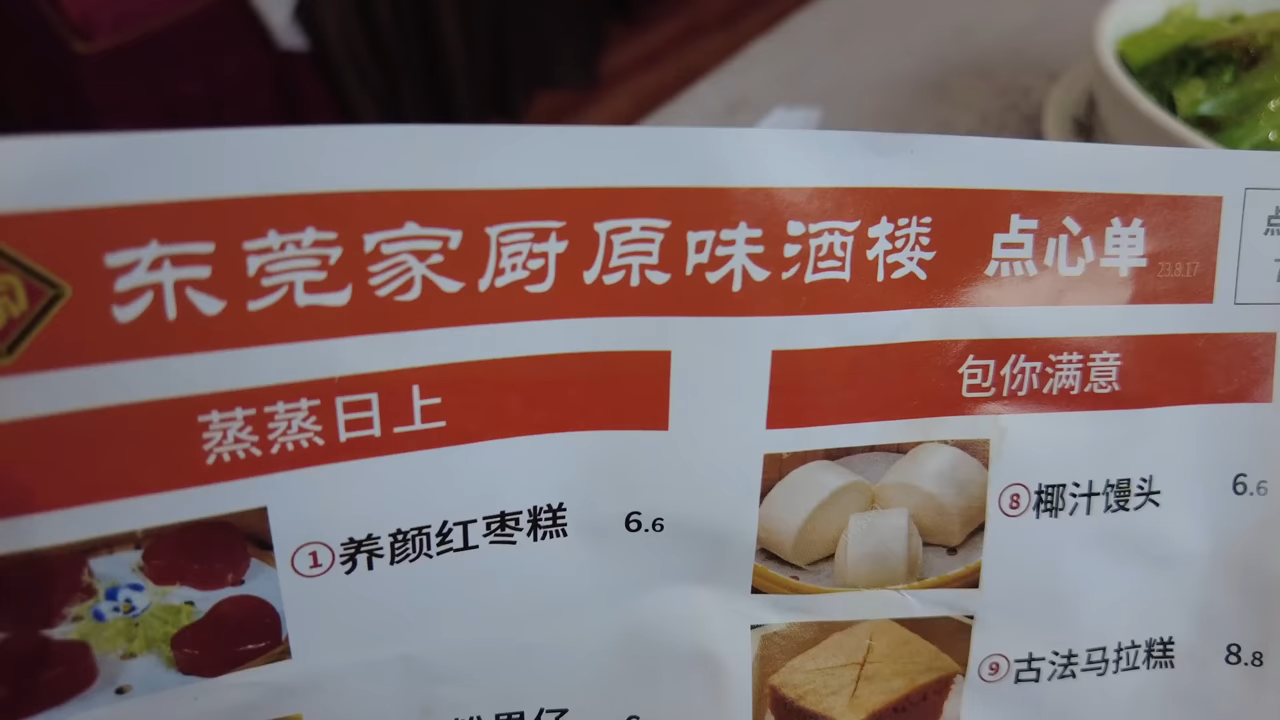 东莞家厨原味酒楼 点心单 23.8.17
蒸蒸日上
①养颜红枣糕 6.6
包你满意
⑧椰汁馒头 6.6
⑨古法马拉糕 8.8